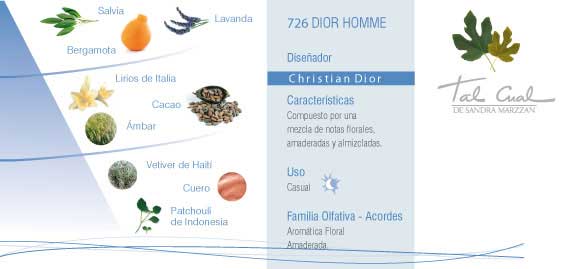 Salvia
Lavanda
Bergamota
Lirios de Italia
Cacao
Ámbar
Vetiver de Haití
Cuero
Patchouli
de Indonesia
726 DIOR HOMME
Diseñador
Christian Dior
Características
Compuesto por una
mezcla de notas florales,
amaderadas y almizcladas.
Uso
Casual
Familia Olfativa - Acordes
Aromática Floral
Amaderada.
Tal Cual
DE SANDRA MARZZAN